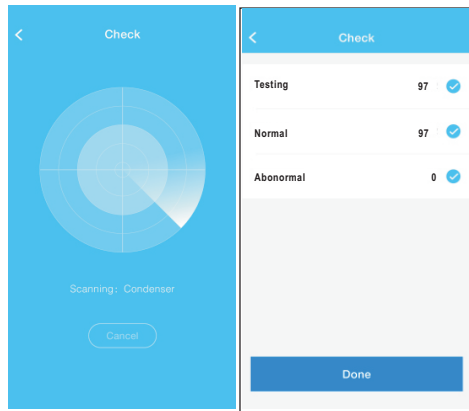 Check
Scanning: Condenser
Cancel
Check
Testing 97
Normal 97
Abonormal 0
Done